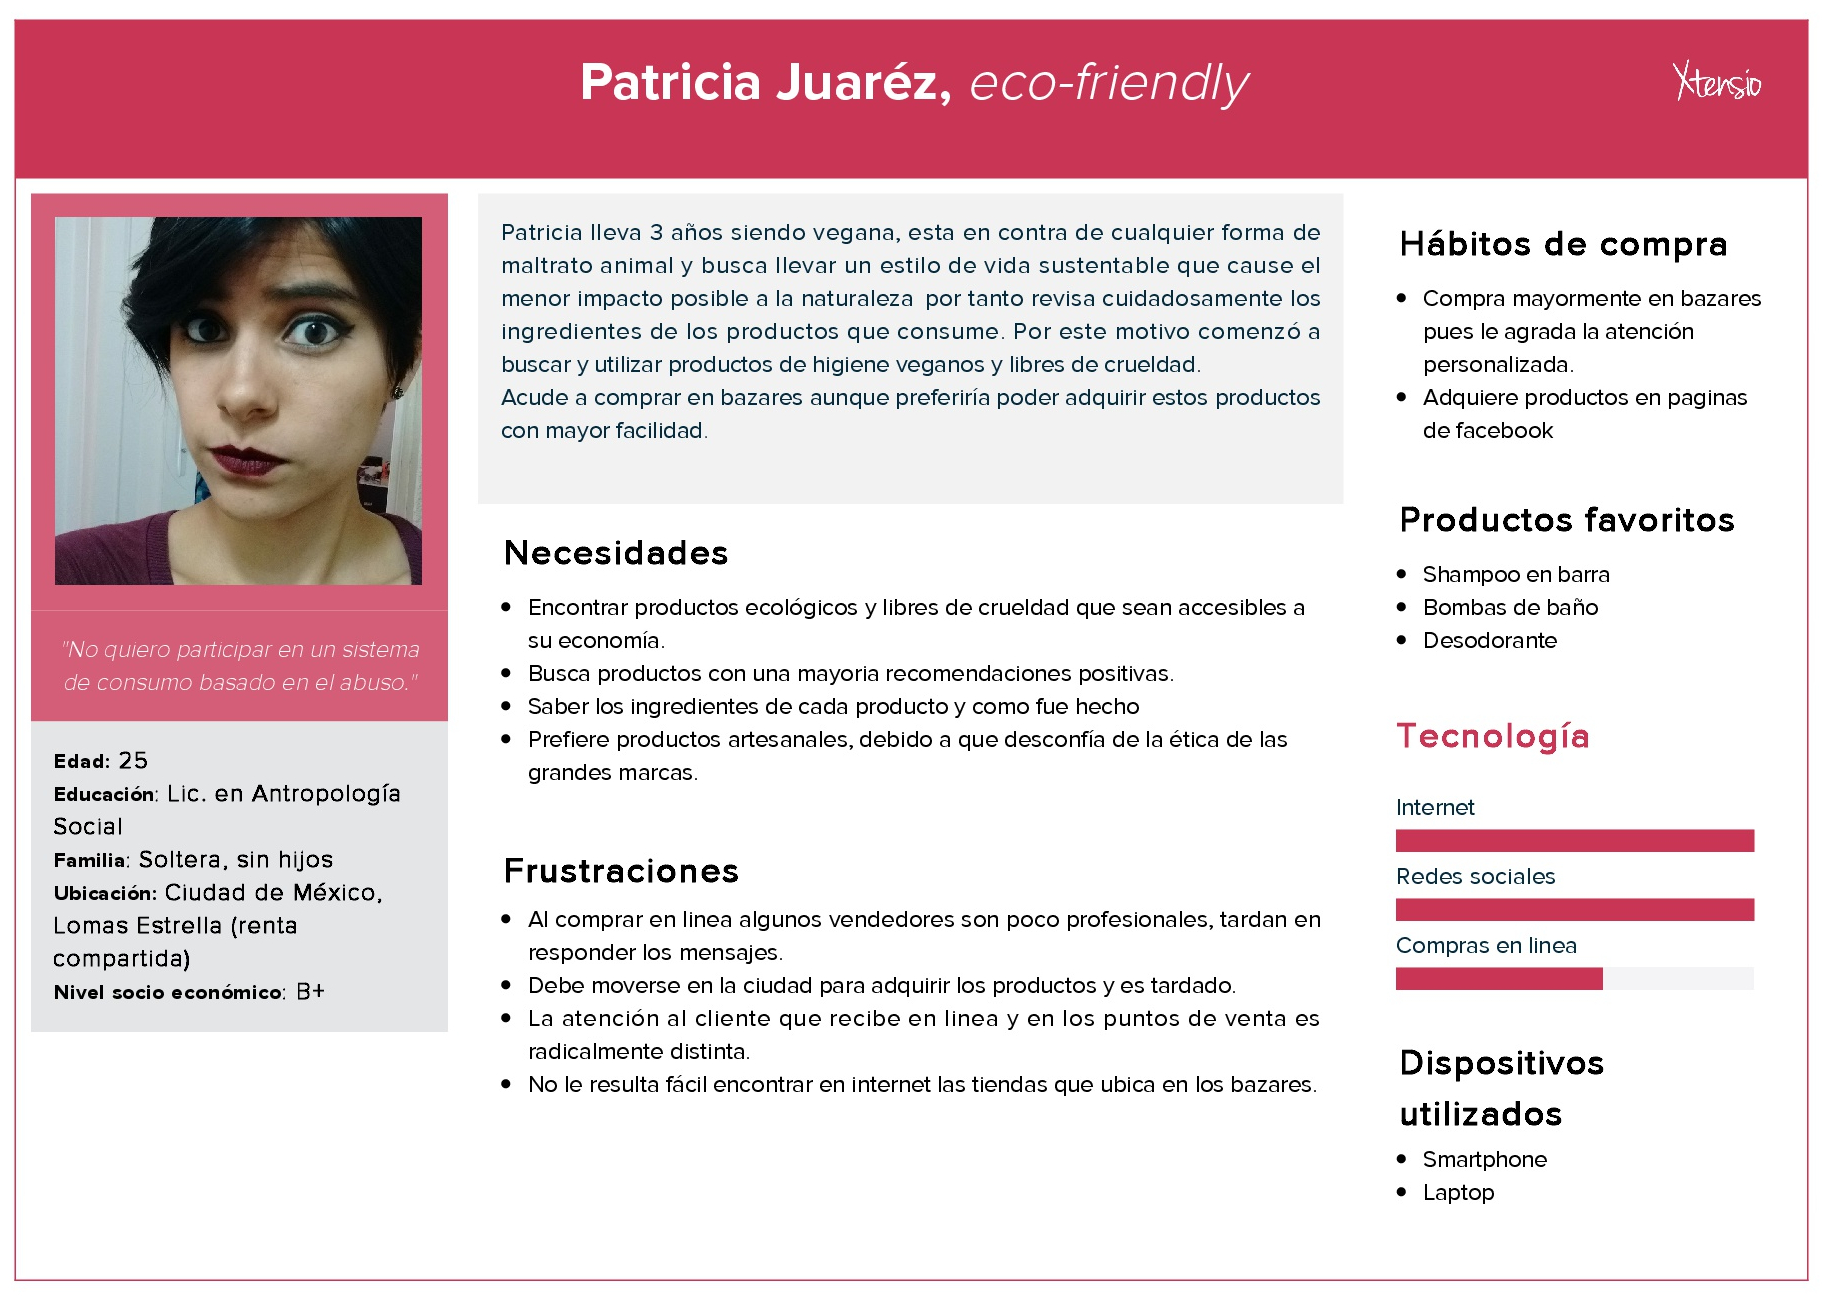 Patricia Juaréz, eco-friendly
Xtensio
"No quiero participar en un sistema
de consumo basado en el abuso."
Edad: 25
Educación: Lic. en Antropología
Social
Familia: Soltera, sin hijos
Ubicación: Ciudad de México,
Lomas Estrella (renta
compartida)
Nivel socio económico: B+
Patricia lleva 3 años siendo vegana, esta en contra de cualquier forma de
maltrato animal y busca llevar un estilo de vida sustentable que cause el
menor impacto posible a la naturaleza  por tanto revisa cuidadosamente los
ingredientes de los productos que consume. Por este motivo comenzó a
buscar y utilizar productos de higiene veganos y libres de crueldad.
Acude a comprar en bazares aunque preferiría poder adquirir estos productos
con mayor facilidad.
Necesidades
• Encontrar productos ecológicos y libres de crueldad que sean accesibles a
su economía.
• Busca productos con una mayoria recomendaciones positivas.
• Saber los ingredientes de cada producto y como fue hecho
• Prefiere productos artesanales, debido a que desconfía de la ética de las
grandes marcas.
Frustraciones
• Al comprar en linea algunos vendedores son poco profesionales, tardan en
responder los mensajes.
• Debe moverse en la ciudad para adquirir los productos y es tardado.
• La atención al cliente que recibe en linea y en los puntos de venta es
radicalmente distinta.
• No le resulta fácil encontrar en internet las tiendas que ubica en los bazares.
Hábitos de compra
• Compra mayormente en bazares
pues le agrada la atención
personalizada.
• Adquiere productos en paginas
de facebook
Productos favoritos
• Shampoo en barra
• Bombas de baño
• Desodorante
Tecnología
Internet
Redes sociales
Compras en linea
Dispositivos
utilizados
• Smartphone
• Laptop